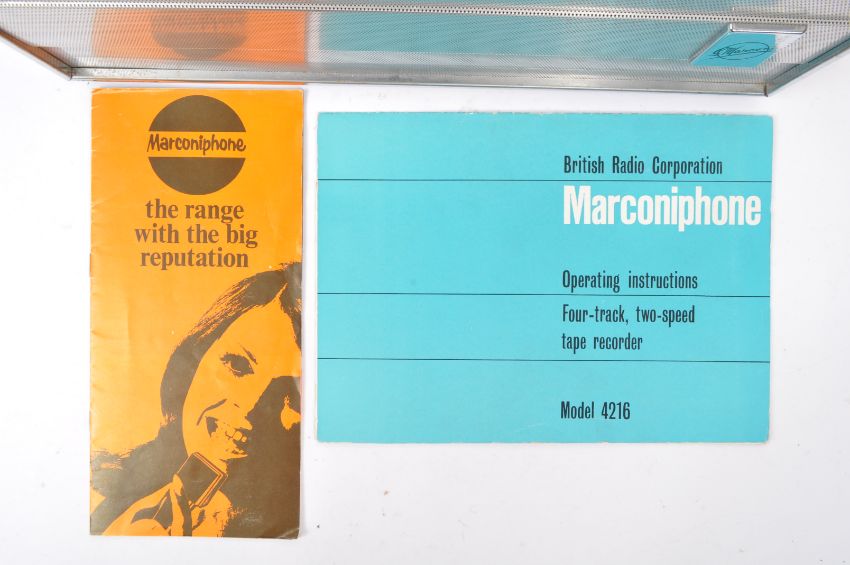 Marconiphone
the range
with the big
reputation
British Radio Corporation
Marconiphone
Operating instructions
Four-track, two-speed
tape recorder
Model 4216